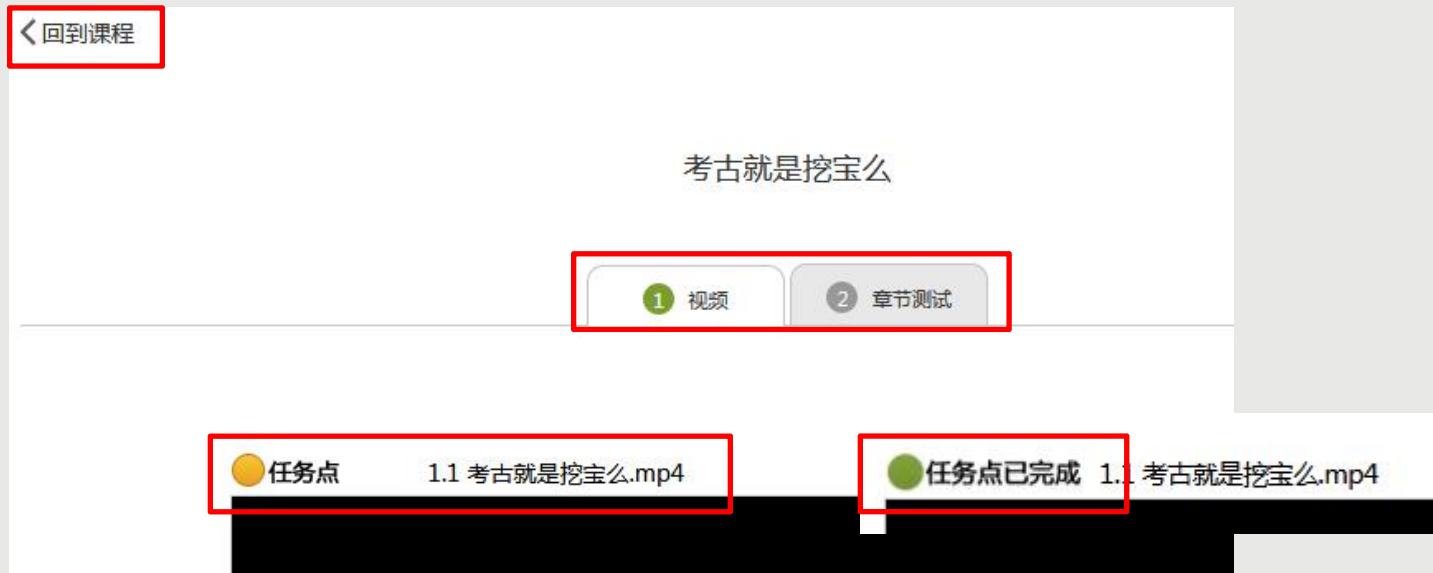 回到课程
考古就是挖宝么
1 视频 2 章节测试
任务点 1.1 考古就是挖宝么.mp4
任务点已完成 1.1 考古就是挖宝么.mp4